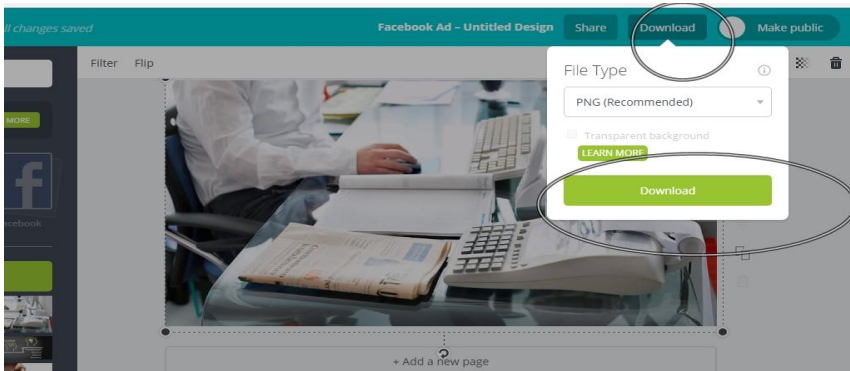 ll changes saved
Facebook Ad – Untitled Design
Share
Download
Make public
Filter
Flip
File Type
PNG (Recommended)
Transparent background
LEARN MORE
Download
MORE
acebook
+ Add a new page